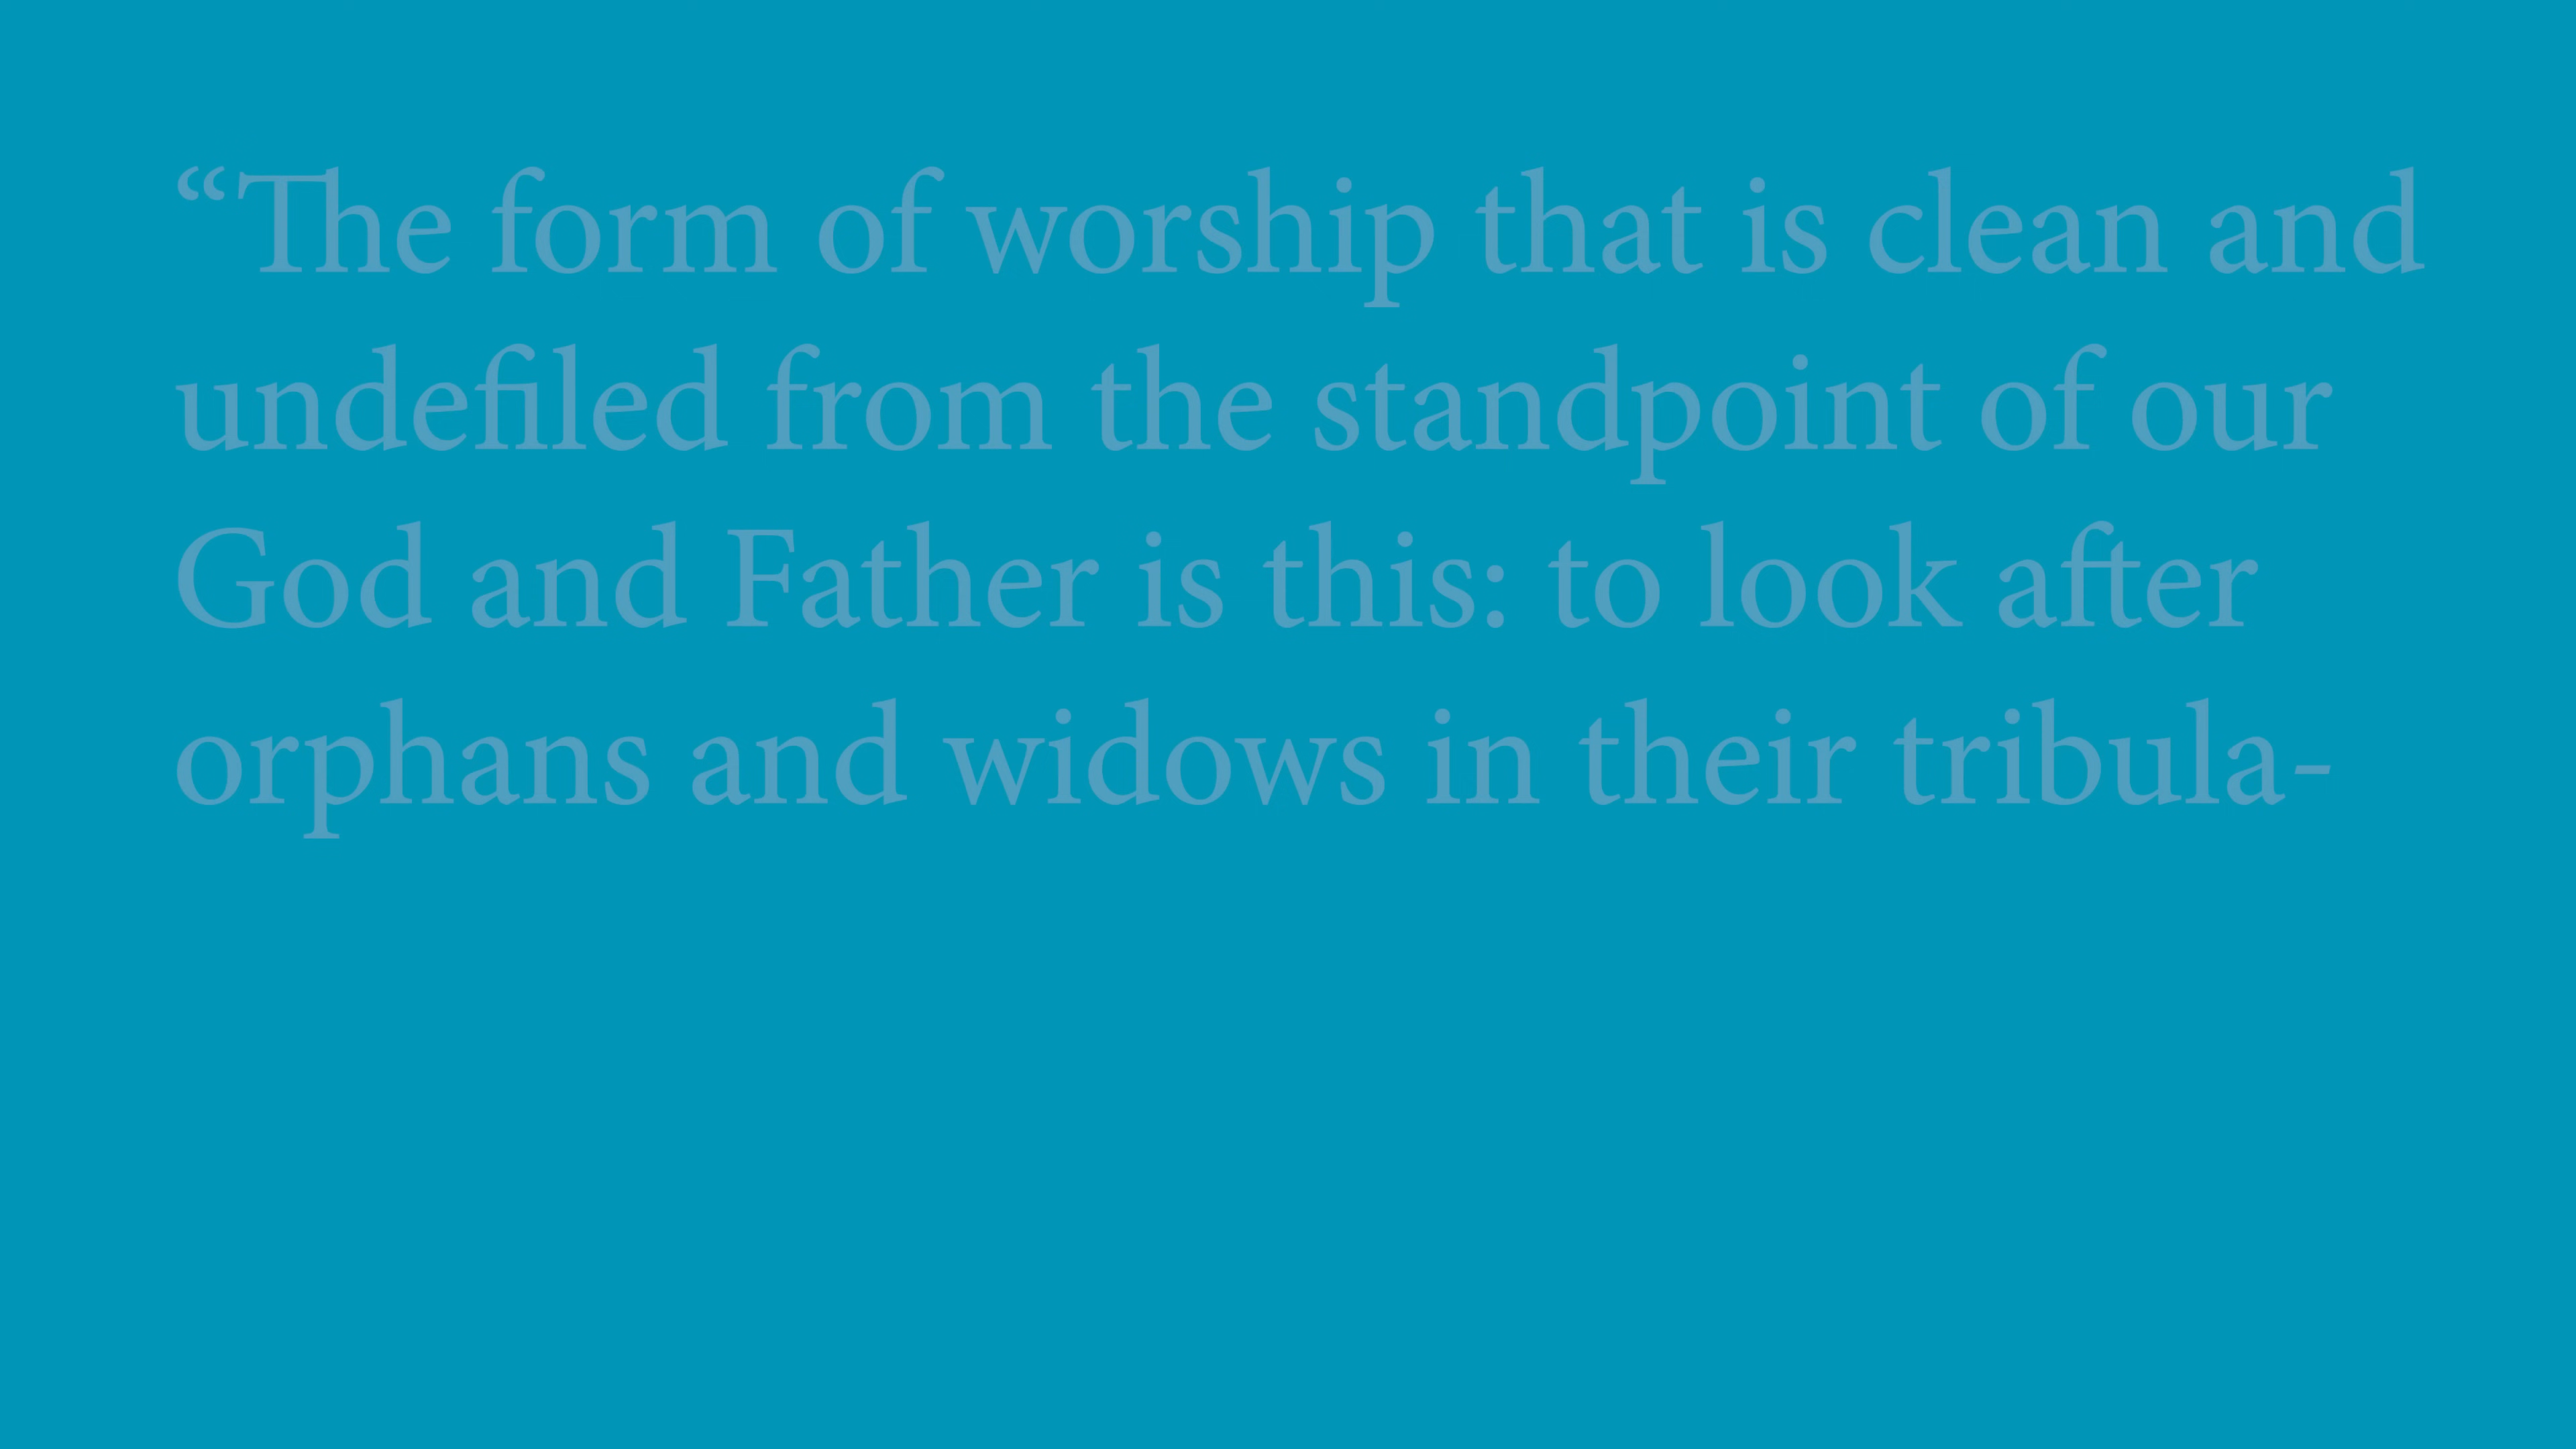 “The form of worship that is clean and
undefiled from the standpoint of our
God and Father is this: to look after
orphans and widows in their tribula-